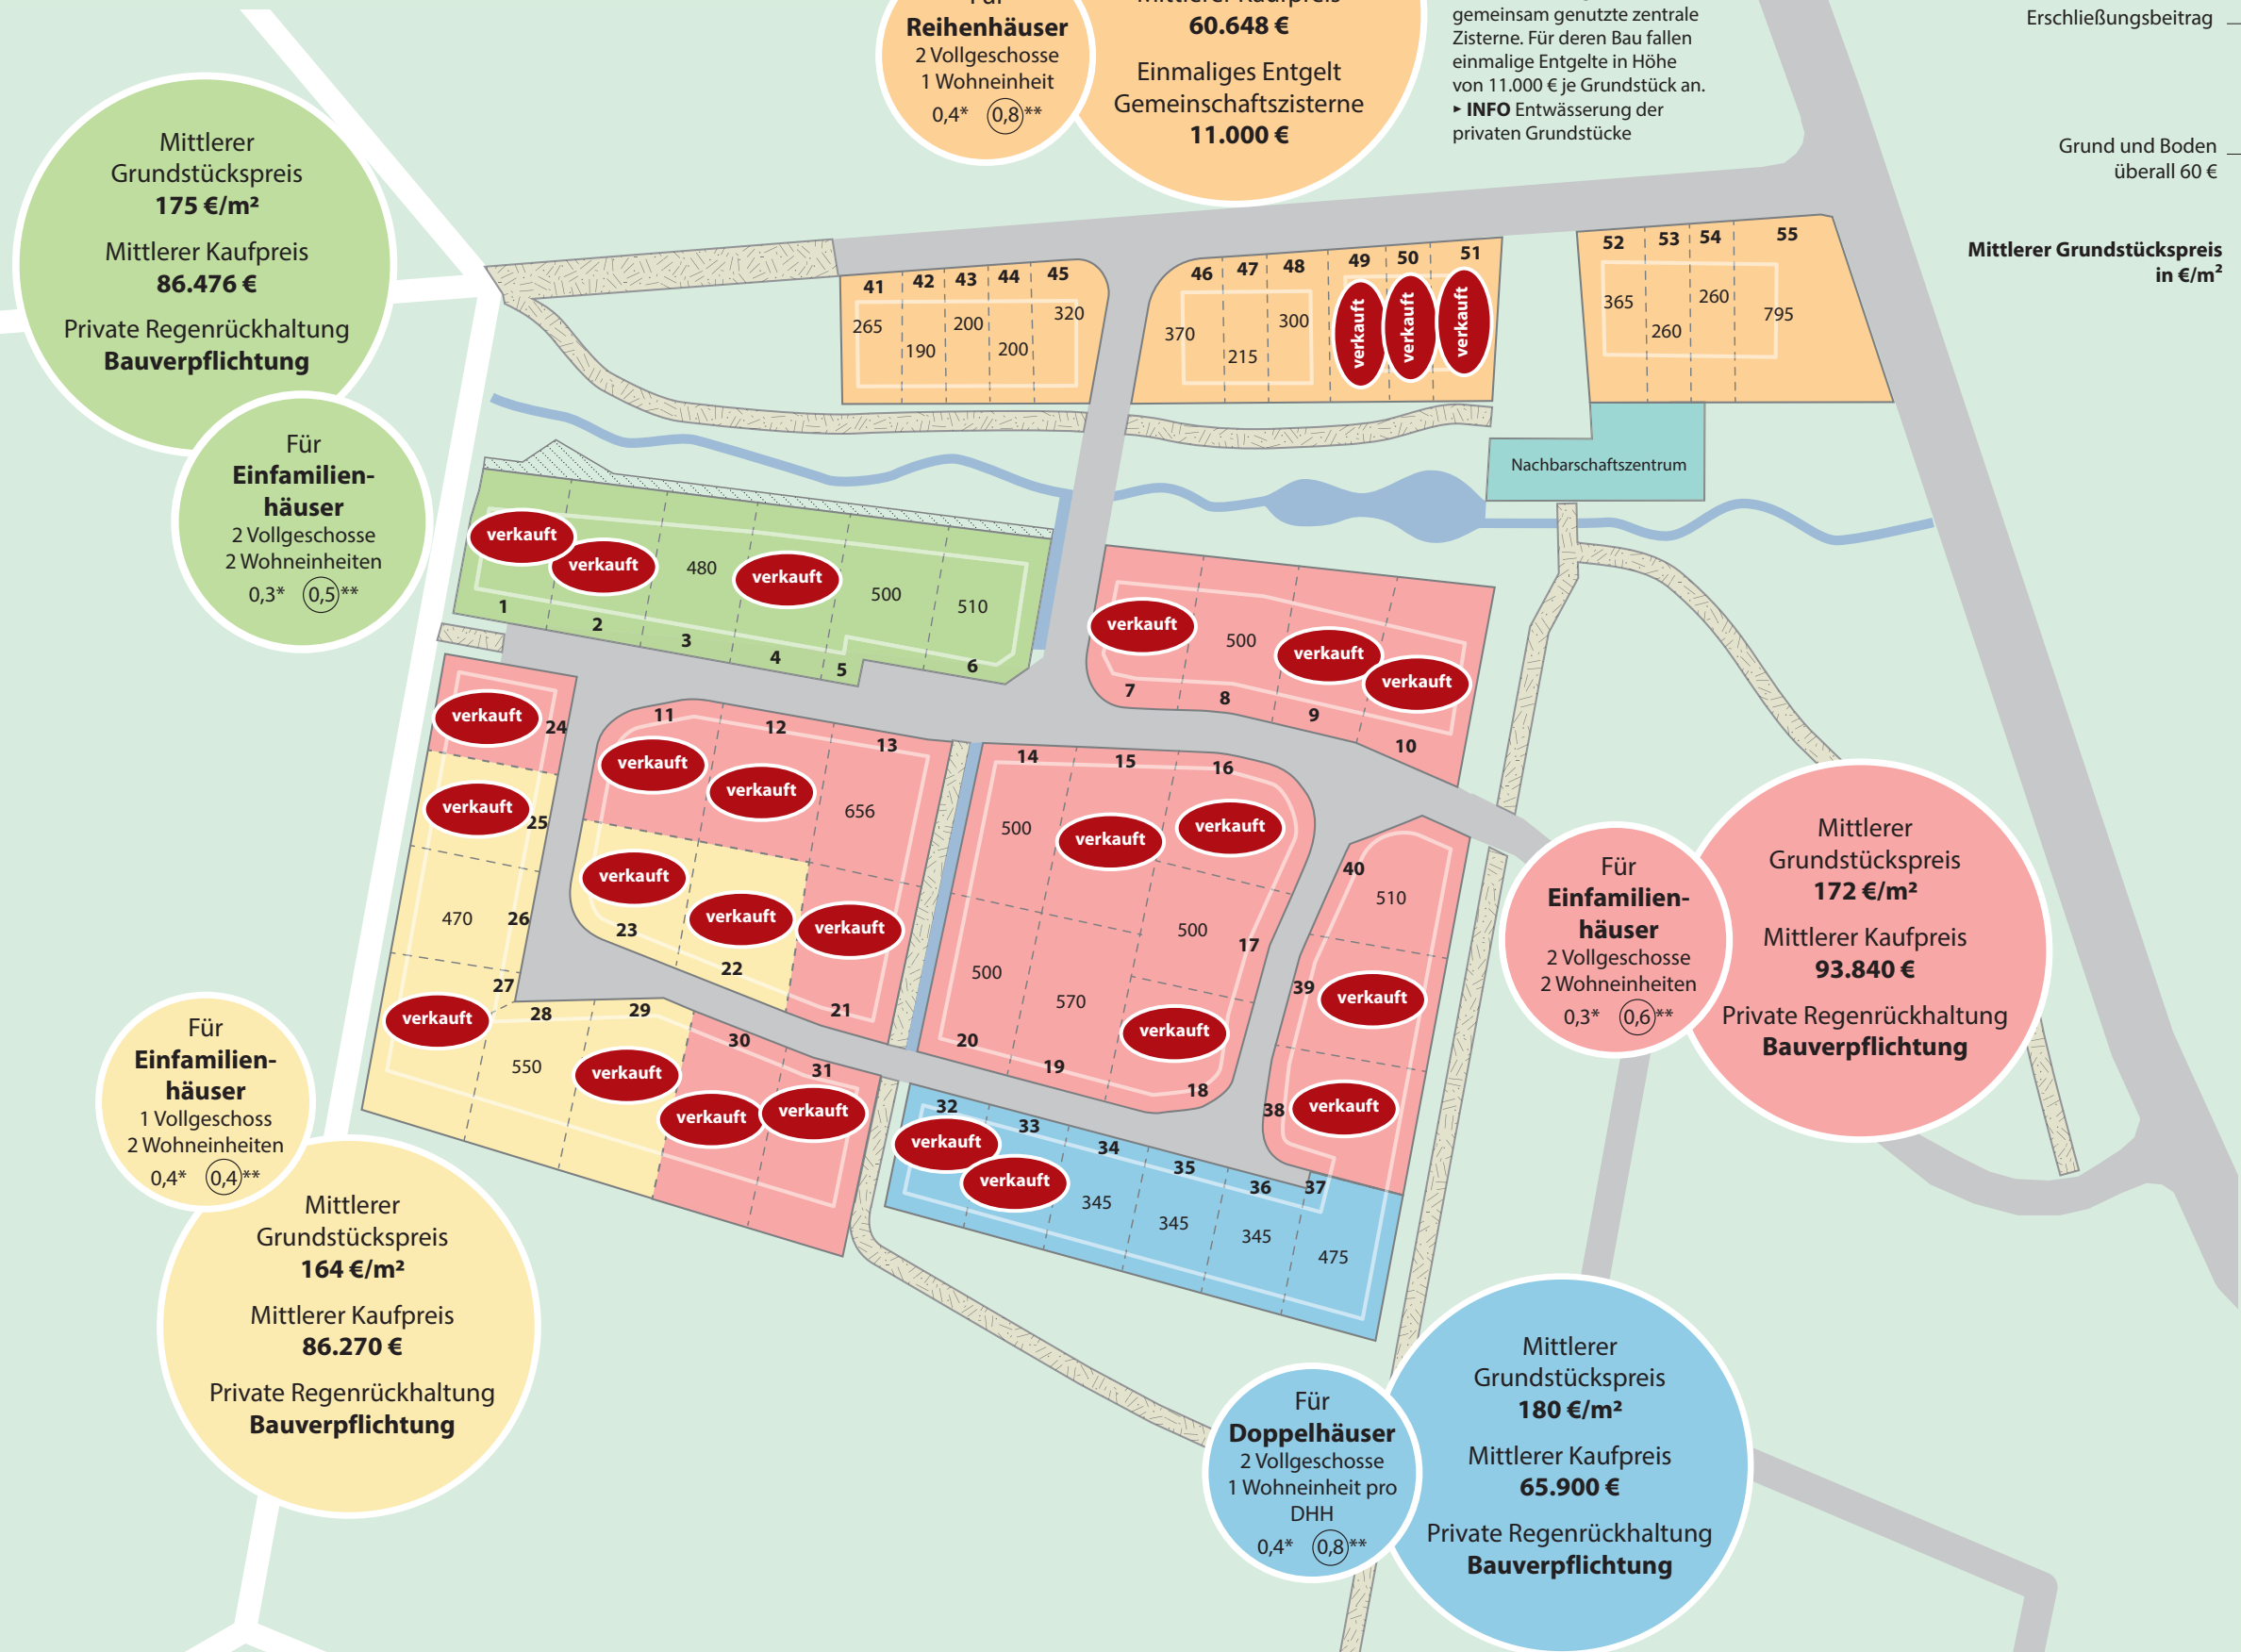 Für
Reihenhäuser
2 Vollgeschosse
1 Wohneinheit
0,4* 0,8**
Mittlerer Kaufpreis
60.648 €
Einmaliges Entgelt
Gemeinschaftszisterne
11.000 €
gemeinsam genutzte zentrale
Zisterne. Für deren Bau fallen
einmalige Entgelte in Höhe
von 11.000 € je Grundstück an.
▸ INFO Entwässerung der
privaten Grundstücke
Erschließungsbeitrag
Grund und Boden
überall 60 €
Mittlerer Grundstückspreis
in €/m²
Mittlerer
Grundstückspreis
175 €/m²
Mittlerer Kaufpreis
86.476 €
Private Regenrückhaltung
Bauverpflichtung
Für
Einfamilien-
häuser
2 Vollgeschosse
2 Wohneinheiten
0,3* 0,5**
41 42 43 44 45
265 190 200 200 320
46 47 48 49 50 51
370 215 300 verkauft verkauft verkauft
52 53 54 55
365 260 260 795
Nachbarschaftszentrum
verkauft verkauft 480 verkauft 500 510
1 2 3 4 5 6
verkauft 500 verkauft verkauft
7 8 9 10
verkauft 24
verkauft 25
470 26
verkauft 27
11 12 13
verkauft verkauft 656
verkauft verkauft verkauft
23 22 21
28 29 30 31
550 verkauft verkauft verkauft
14 15 16
500 verkauft verkauft
500 17
500 570 verkauft
20 19 18
40 510
39 verkauft
38 verkauft
32 33 34 35 36 37
verkauft verkauft 345 345 345 475
Für
Einfamilien-
häuser
2 Vollgeschosse
2 Wohneinheiten
0,3* 0,6**
Mittlerer
Grundstückspreis
172 €/m²
Mittlerer Kaufpreis
93.840 €
Private Regenrückhaltung
Bauverpflichtung
Für
Einfamilien-
häuser
1 Vollgeschoss
2 Wohneinheiten
0,4* 0,4**
Mittlerer
Grundstückspreis
164 €/m²
Mittlerer Kaufpreis
86.270 €
Private Regenrückhaltung
Bauverpflichtung
Für
Doppelhäuser
2 Vollgeschosse
1 Wohneinheit pro
DHH
0,4* 0,8**
Mittlerer
Grundstückspreis
180 €/m²
Mittlerer Kaufpreis
65.900 €
Private Regenrückhaltung
Bauverpflichtung